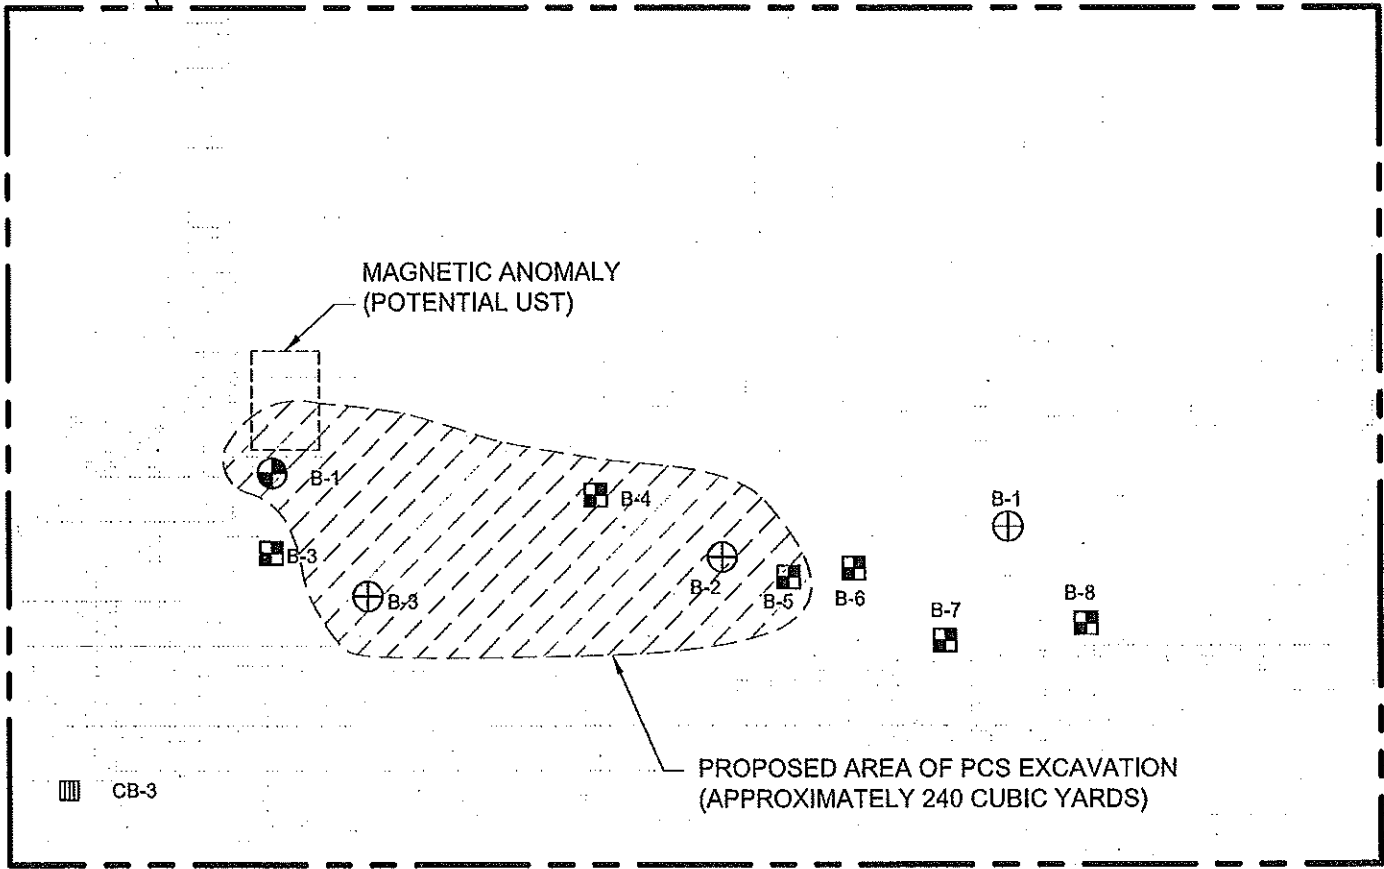 MAGNETIC ANOMALY
(POTENTIAL UST)
B-1
B-4
B-1
B-3
B-3
B-2
B-5
B-6
B-7
B-8
PROPOSED AREA OF PCS EXCAVATION
(APPROXIMATELY 240 CUBIC YARDS)
CB-3